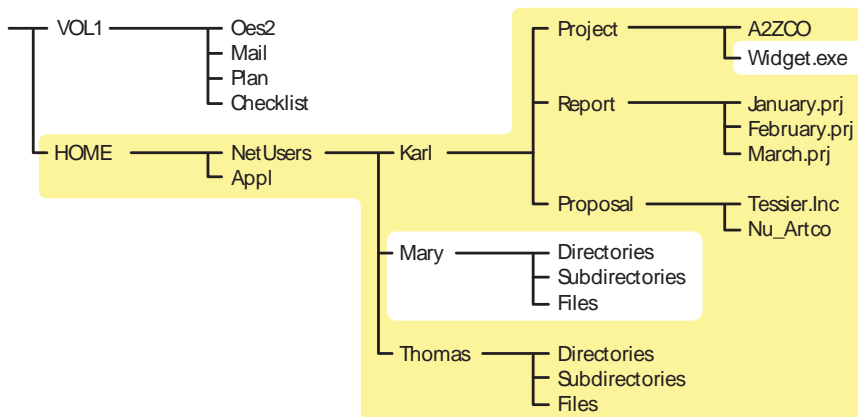 VOL1
Oes2
Mail
Plan
Checklist
HOME
NetUsers
Appl
Karl
Project
A2ZCO
Widget.exe
Report
January.prj
February.prj
March.prj
Proposal
Tessier.Inc
Nu_Artco
Mary
Directories
Subdirectories
Files
Thomas
Directories
Subdirectories
Files